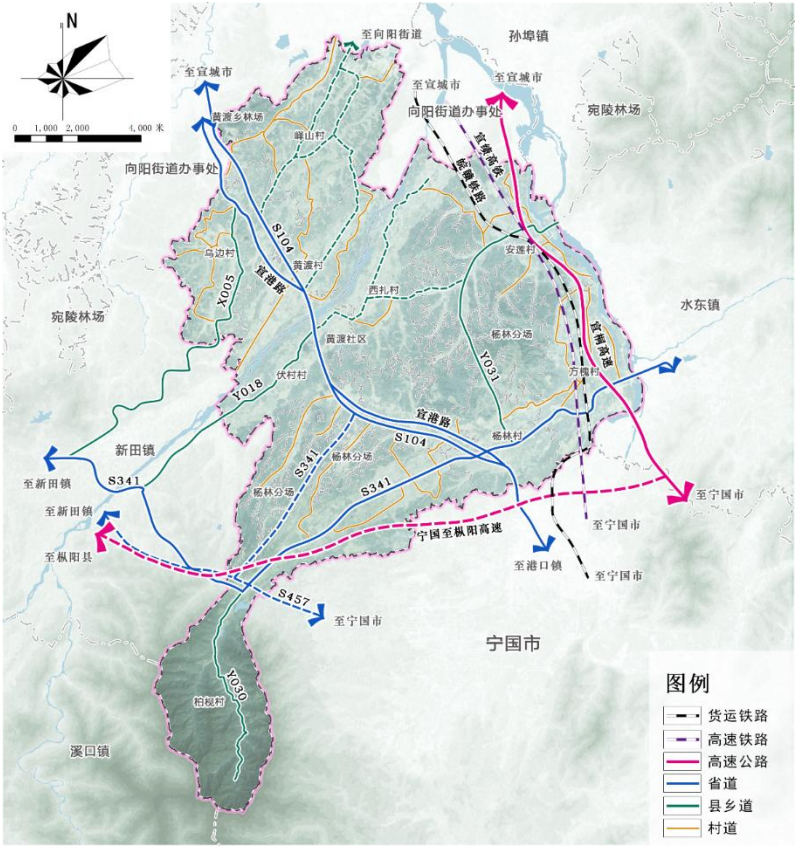 N
0 1,000 2,000 4,000 米
至向阳街道
孙埠镇
至宣城市
至宣城市
至宣城市
黄渡乡林场
向阳街道办事处
宛陵林场
峄山村
宣绩高铁
皖赣铁路
向阳街道办事处
S104
乌边村
黄渡村
安莲村
X005
宣港路
西扎村
水东镇
宛陵林场
黄渡社区
杨林分场
宣桐高速
Y031
伏村村
方槐村
Y018
宣港路
S104
杨林村
新田镇
S341
杨林分场
S341
至新田镇
S341
杨林分场
至宁国市
至新田镇
宁国至枞阳高速
至宁国市
至枞阳县
至港口镇
至宁国市
S457
至宁国市
宁国市
Y030
柏枧村
溪口镇
图例
货运铁路
高速铁路
高速公路
省道
县乡道
村道